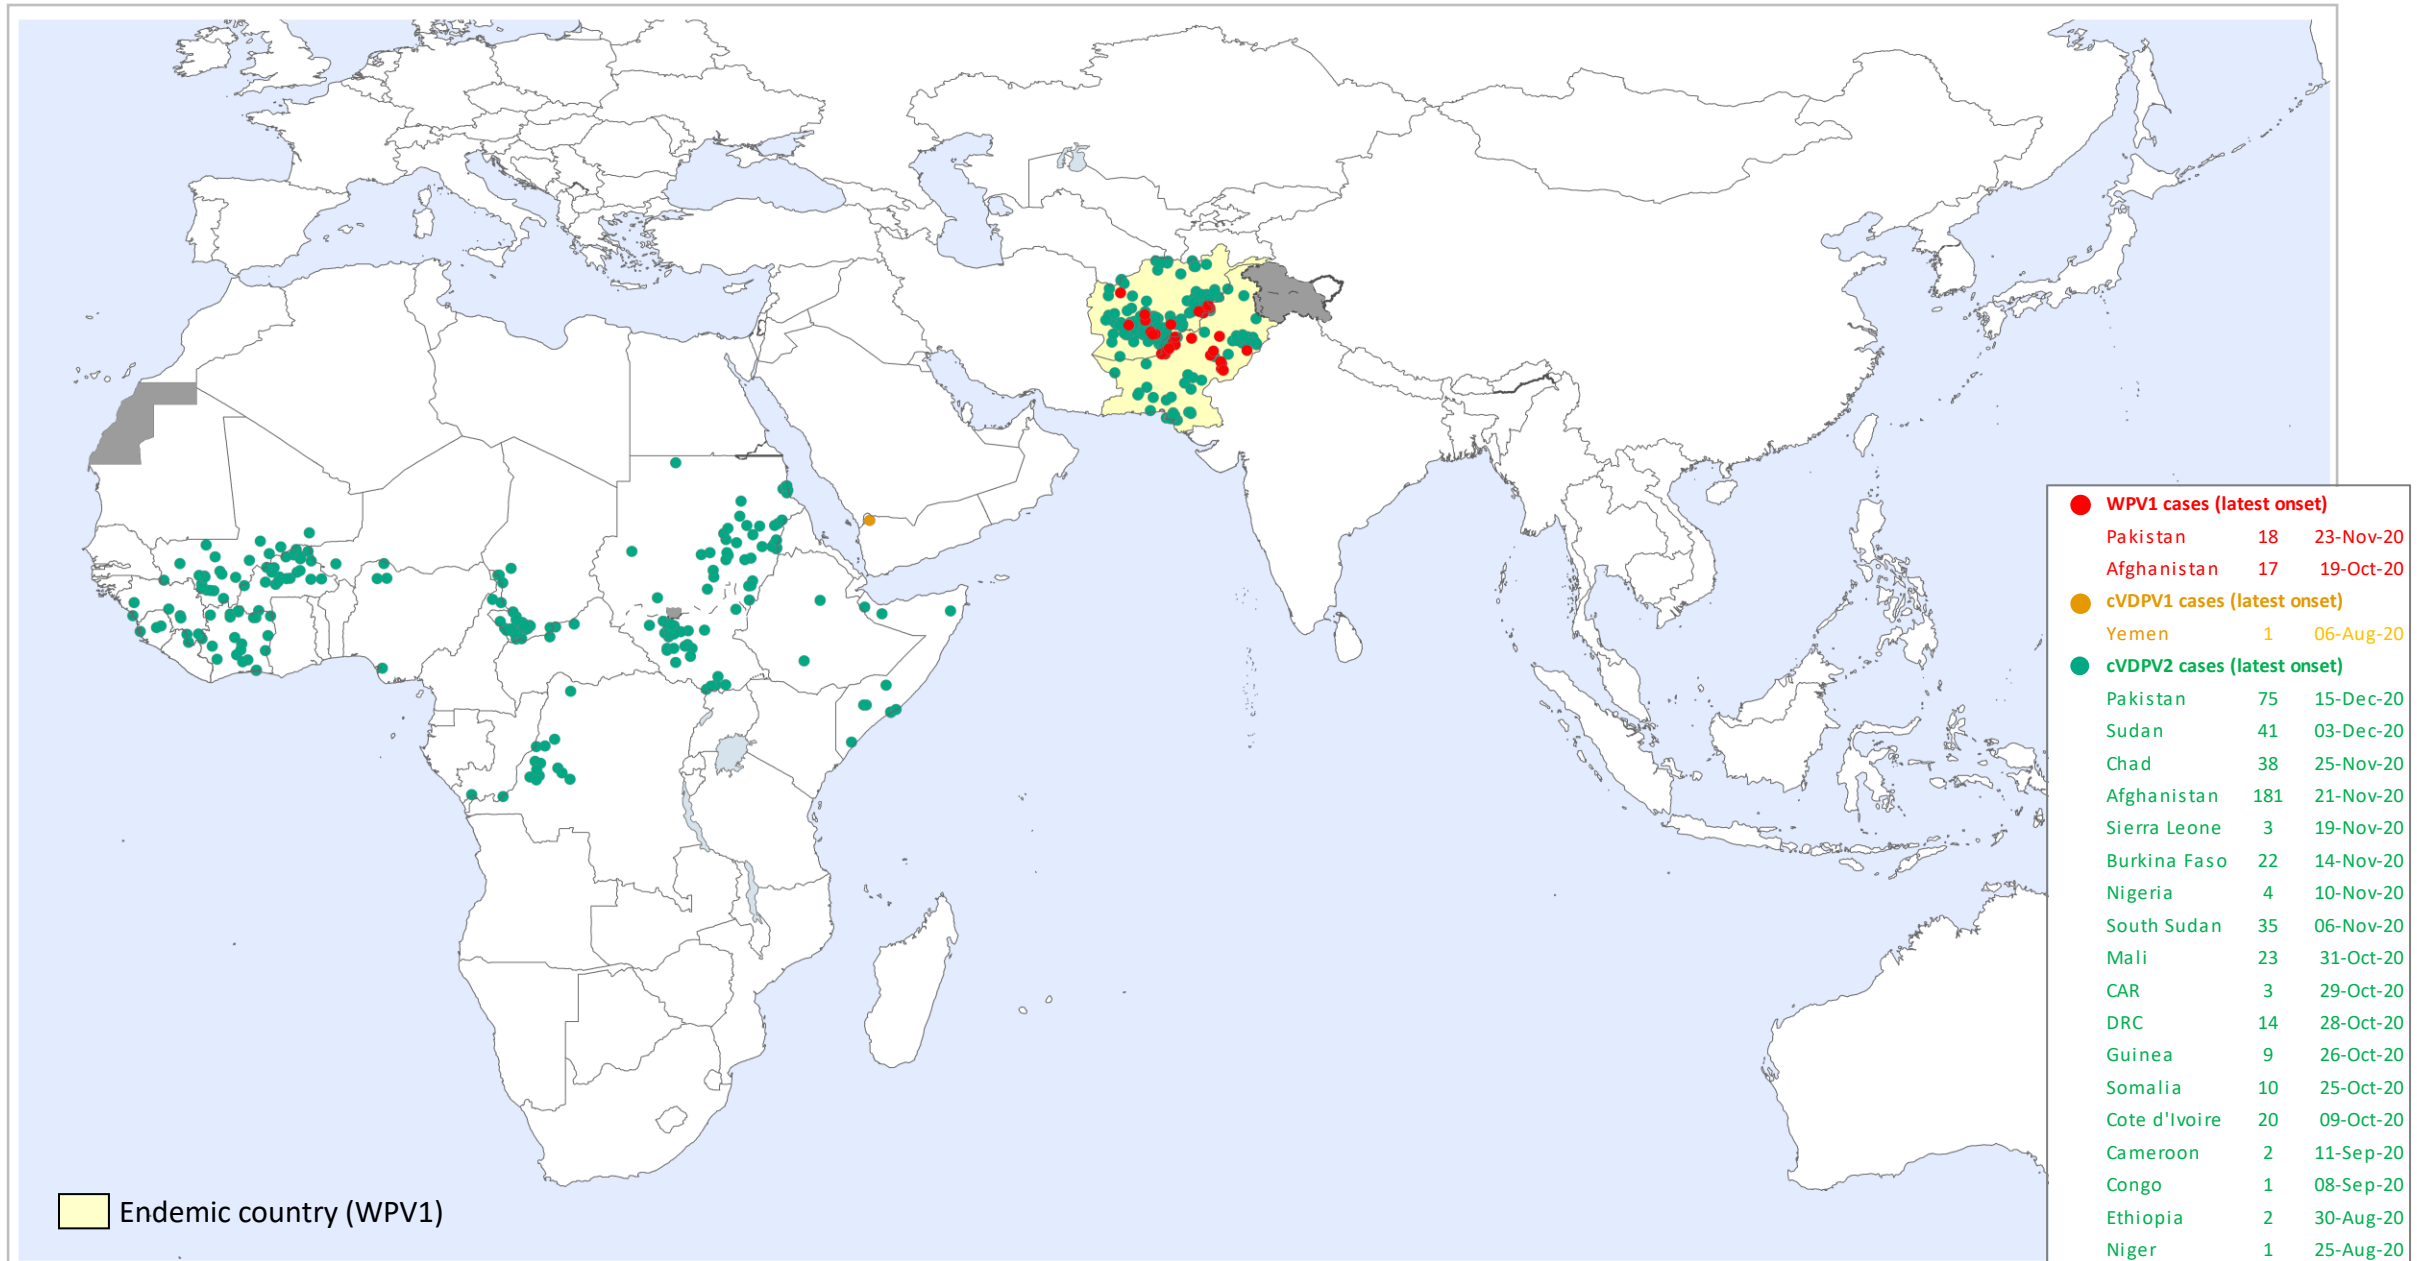 WPV1 cases (latest onset)
Pakistan 18 23-Nov-20
Afghanistan 17 19-Oct-20
cVDPV1 cases (latest onset)
Yemen 1 06-Aug-20
cVDPV2 cases (latest onset)
Pakistan 75 15-Dec-20
Sudan 41 03-Dec-20
Chad 38 25-Nov-20
Afghanistan 181 21-Nov-20
Sierra Leone 3 19-Nov-20
Burkina Faso 22 14-Nov-20
Nigeria 4 10-Nov-20
South Sudan 35 06-Nov-20
Mali 23 31-Oct-20
CAR 3 29-Oct-20
DRC 14 28-Oct-20
Guinea 9 26-Oct-20
Somalia 10 25-Oct-20
Cote d'Ivoire 20 09-Oct-20
Cameroon 2 11-Sep-20
Congo 1 08-Sep-20
Ethiopia 2 30-Aug-20
Niger 1 25-Aug-20
Endemic country (WPV1)